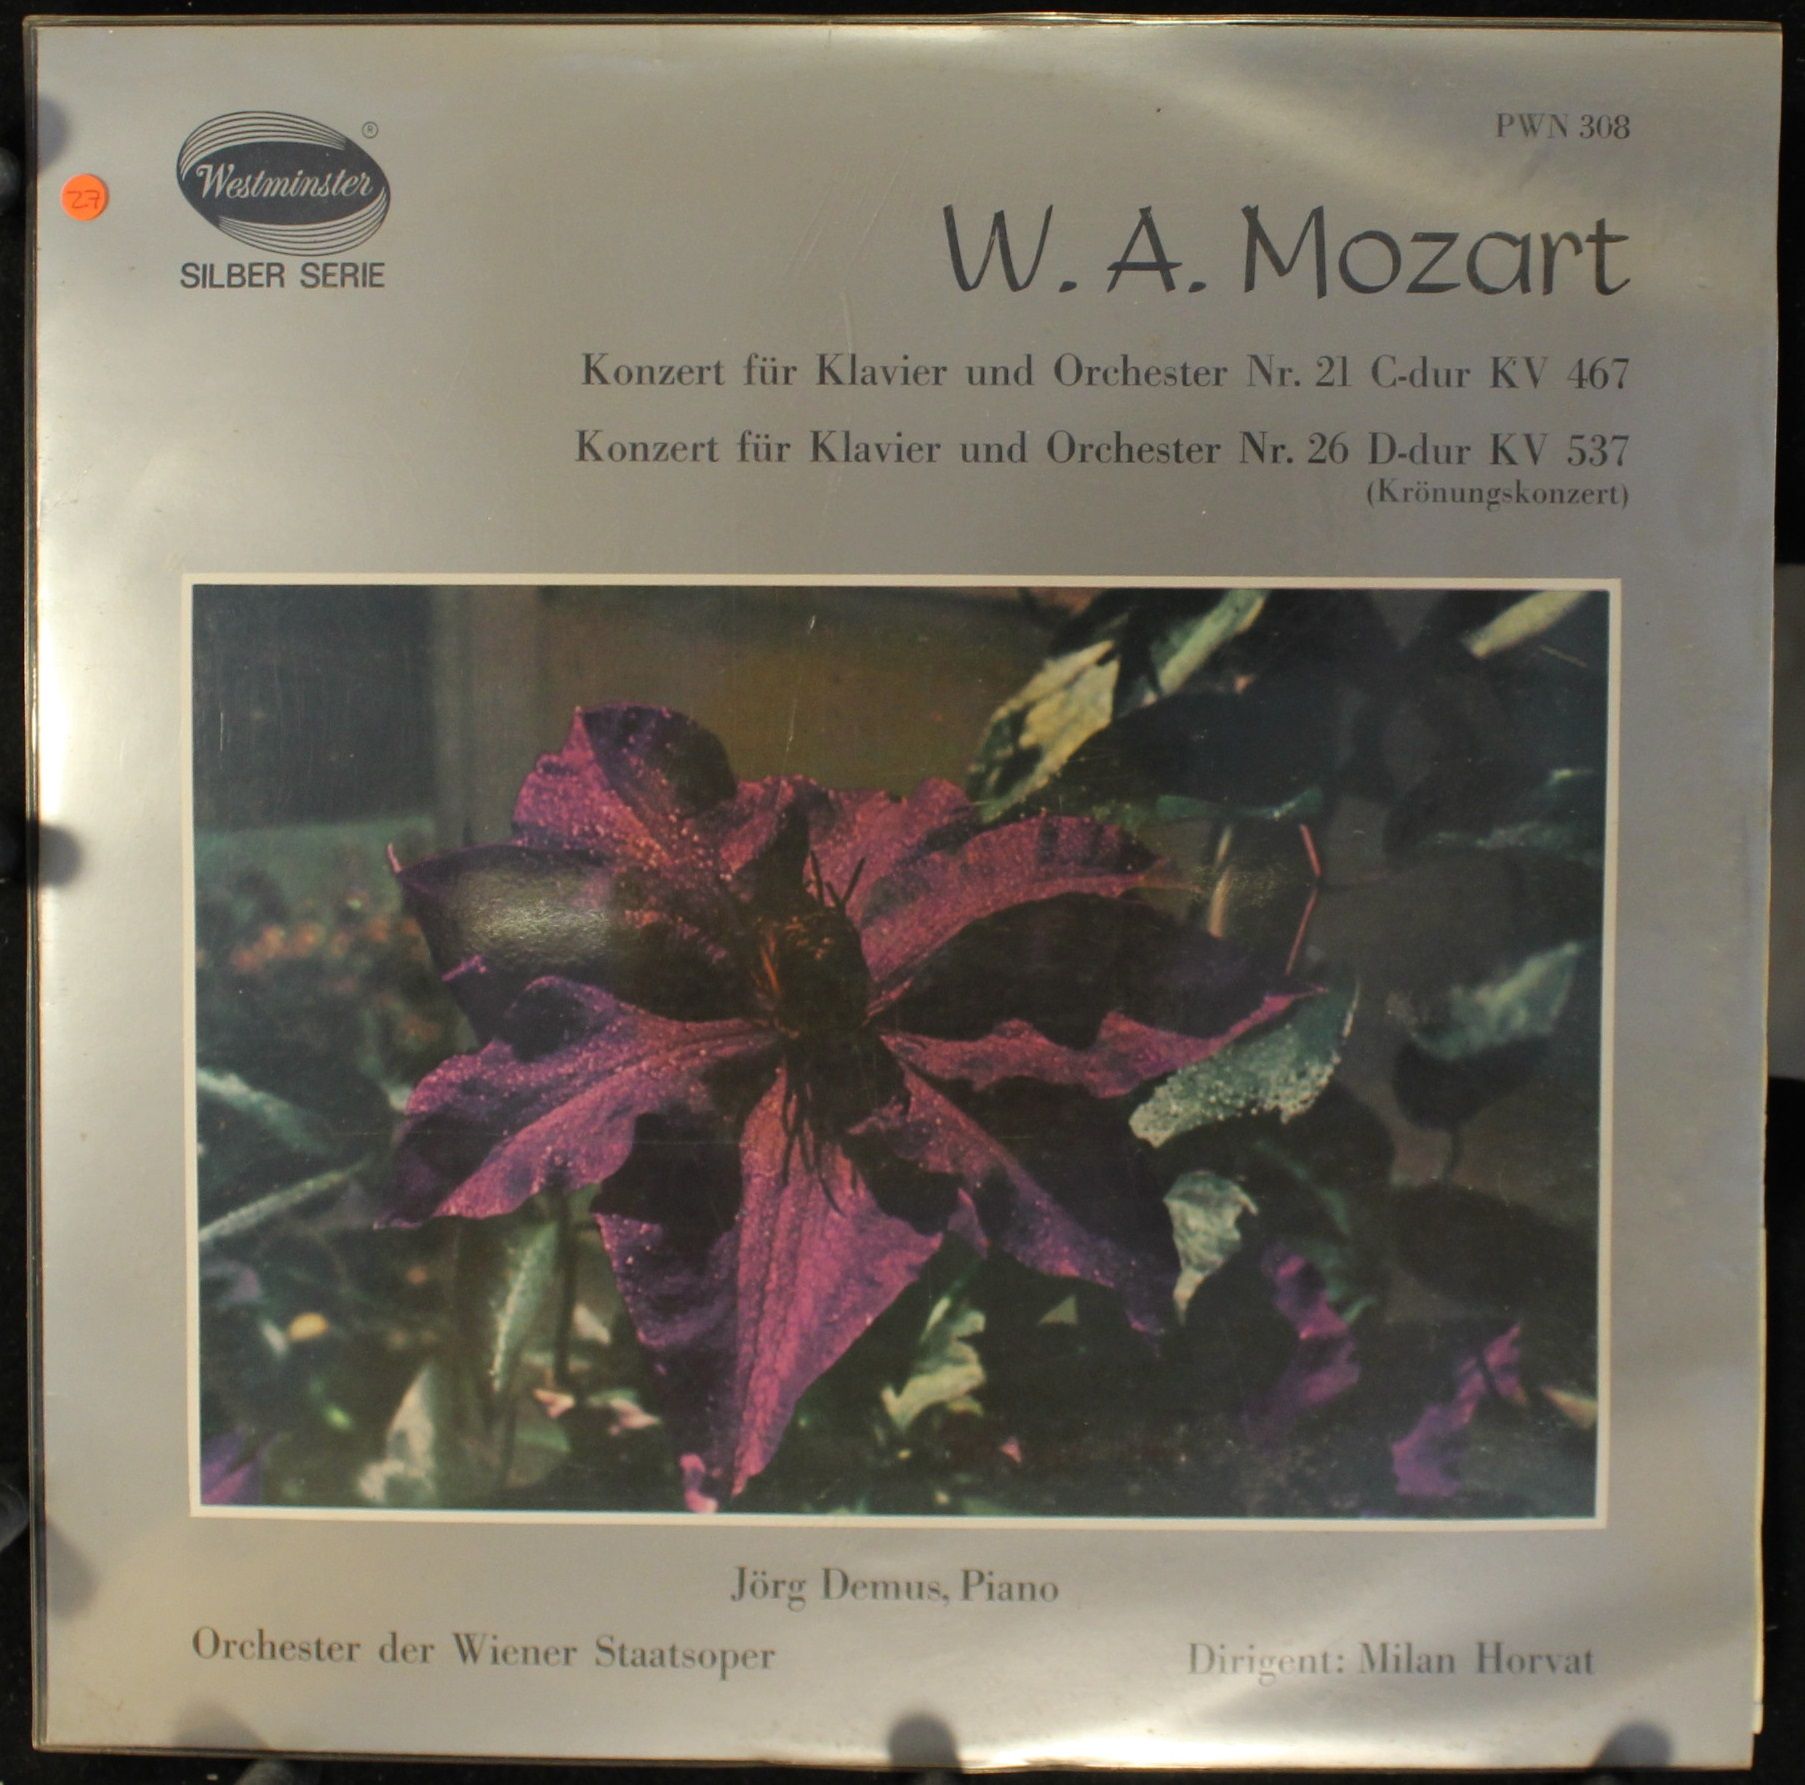 PWN 308
Westminster ®
SILBER SERIE
27
W. A. Mozart
Konzert für Klavier und Orchester Nr. 21 C-dur KV 467
Konzert für Klavier und Orchester Nr. 26 D-dur KV 537
(Krönungskonzert)
Jörg Demus, Piano
Orchester der Wiener Staatsoper
Dirigent: Milan Horvat